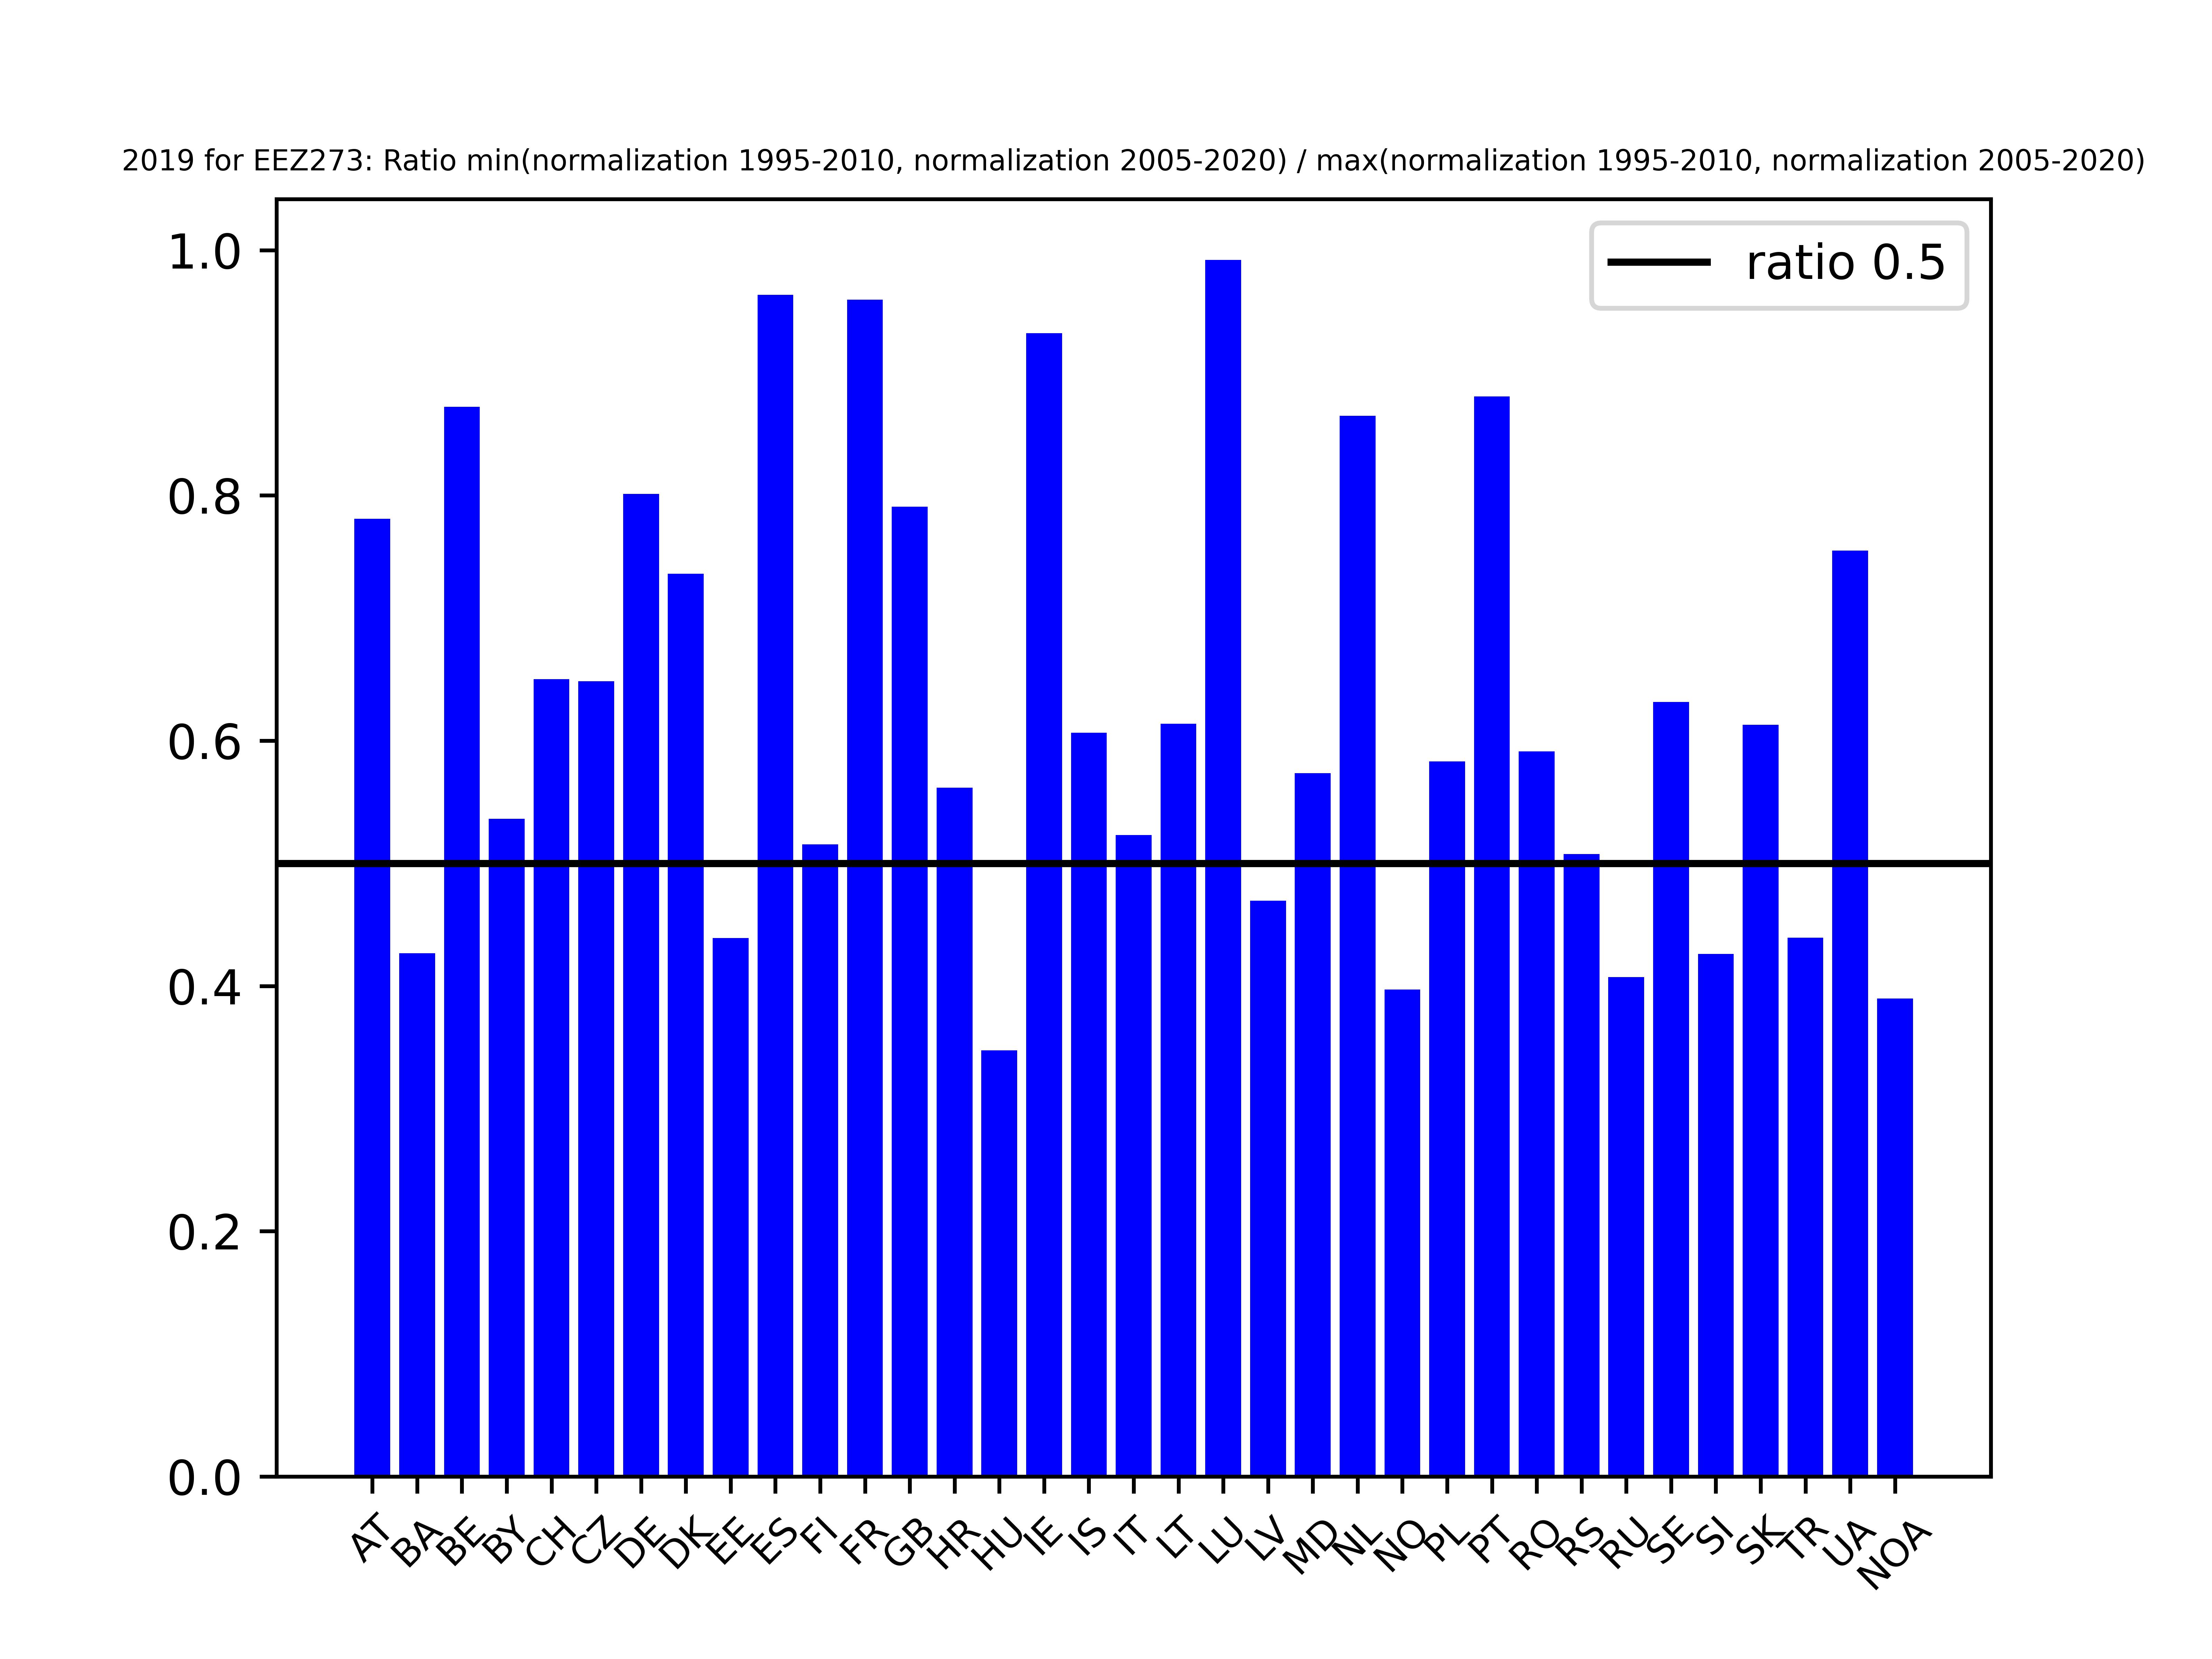 2019 for EEZ273: Ratio min(normalization 1995-2010, normalization 2005-2020) / max(normalization 1995-2010, normalization 2005-2020)
ratio 0.5
1.0
0.8
0.6
0.4
0.2
0.0
AT BA BE BY CH CZ DE DK EE ES FI FR GB HR HU IE IS IT LT LU LV MD NL NO PL PT RO RS RU SE SI SK TR UA NOA